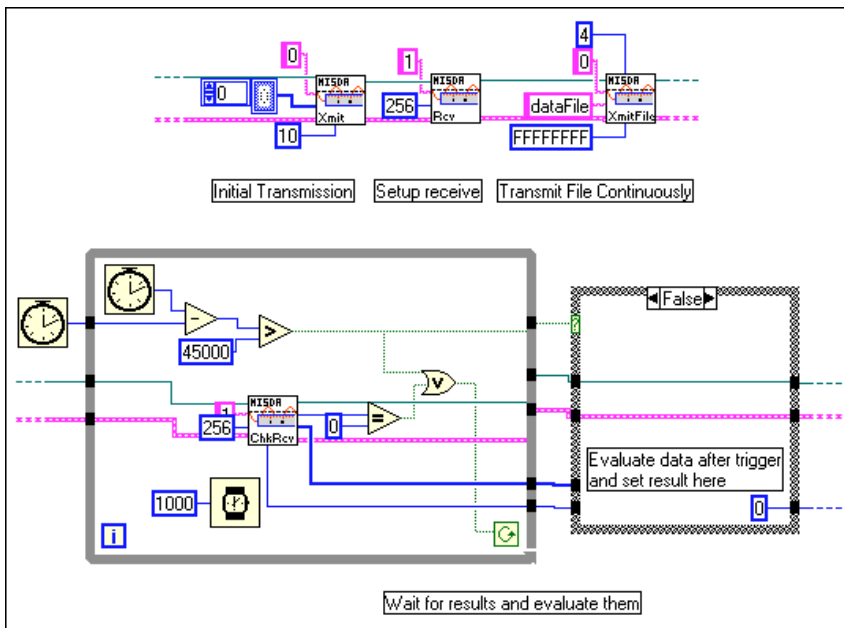 4
0
1
0
MISDA
MISDA
MISDA
0
0
dataFile
256
Xmit
Rcv
XmitFile
10
FFFFFFFF
Initial Transmission
Setup receive
Transmit File Continuously
False
-
>
45000
?
V
MISDA
1
256
=
0
ChkRcv
Evaluate data after trigger
and set result here
1000
0
i
Wait for results and evaluate them